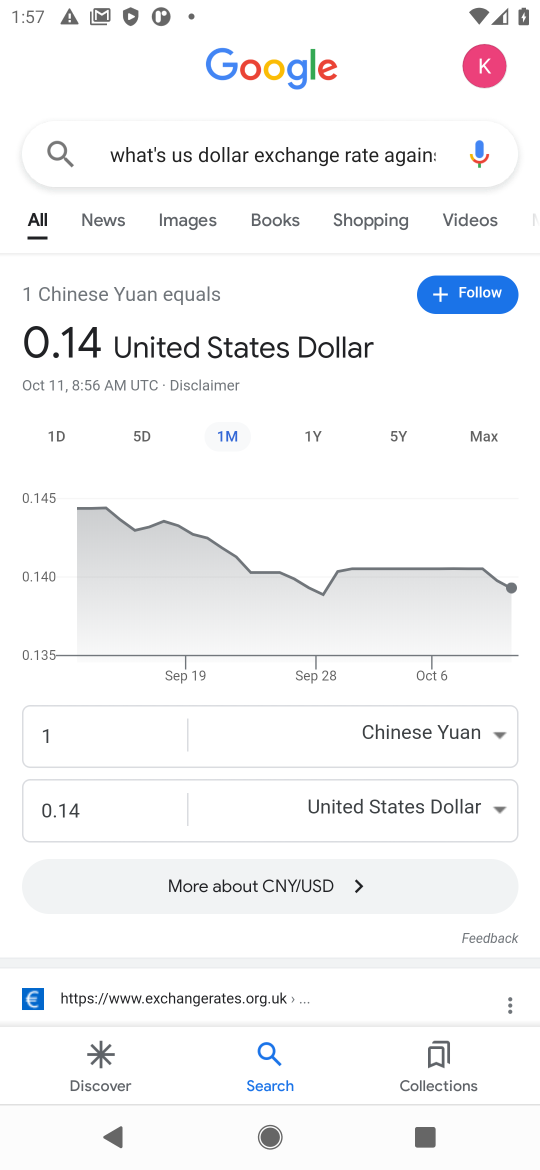 1:57
Google
K
what's us dollar exchange rate again
All News Images Books Shopping Videos
1 Chinese Yuan equals
+ Follow
0.14 United States Dollar
Oct 11, 8:56 AM UTC · Disclaimer
1D 5D 1M 1Y 5Y Max
0.145
0.140
0.135
Sep 19 Sep 28 Oct 6
1 Chinese Yuan
0.14 United States Dollar
More about CNY/USD
Feedback
€ https://www.exchangerates.org.uk › ...
Discover Search Collections